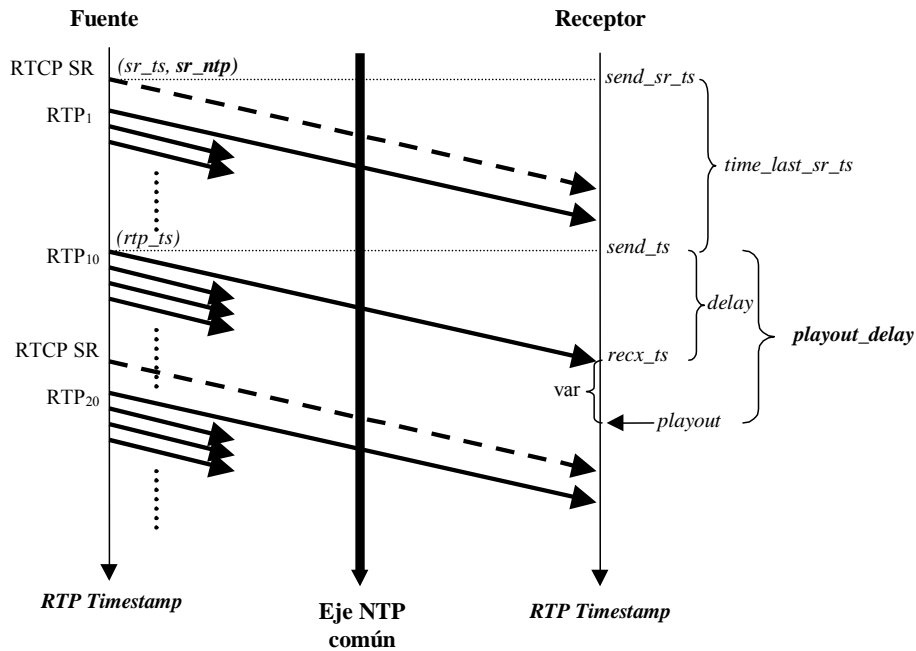 Fuente
Receptor
RTCP SR
(sr_ts, sr_ntp)
send_sr_ts
RTP1
time_last_sr_ts
(rtp_ts)
send_ts
RTP10
delay
playout_delay
RTCP SR
recx_ts
var
RTP20
playout
RTP Timestamp
Eje NTP
común
RTP Timestamp